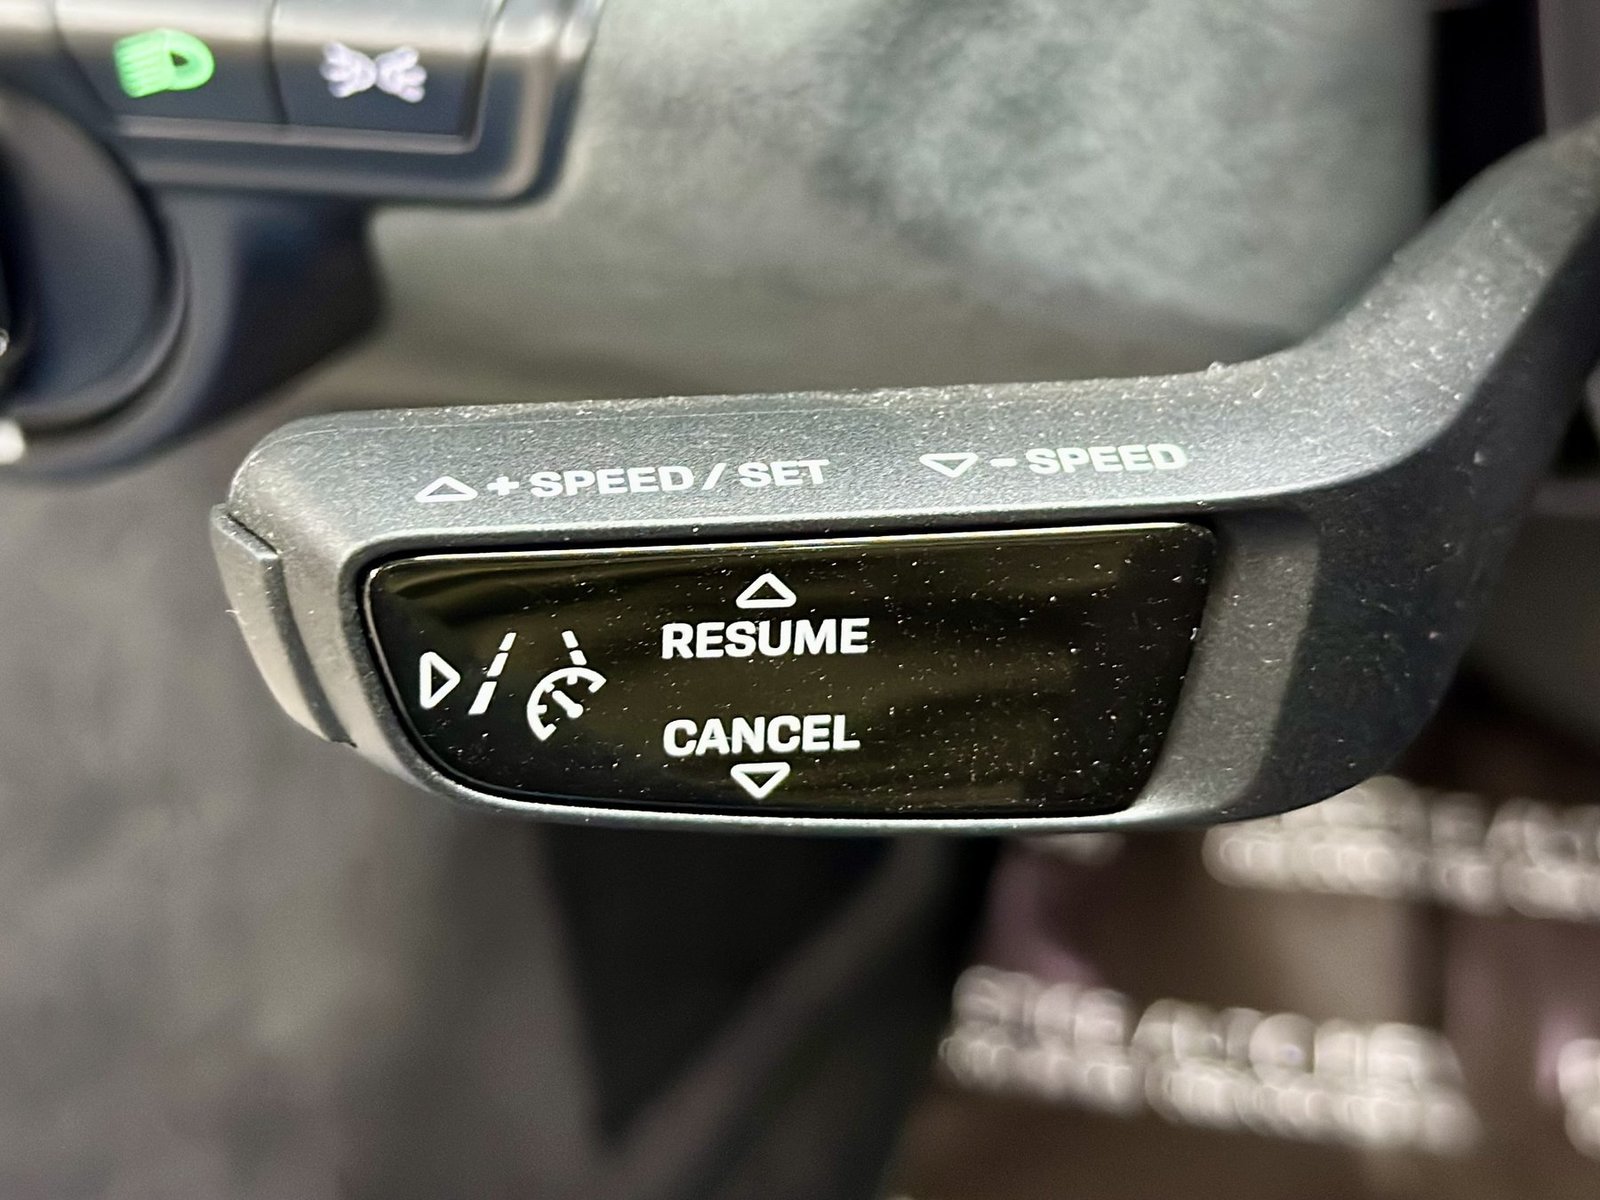 + SPEED / SET - SPEED
RESUME
CANCEL